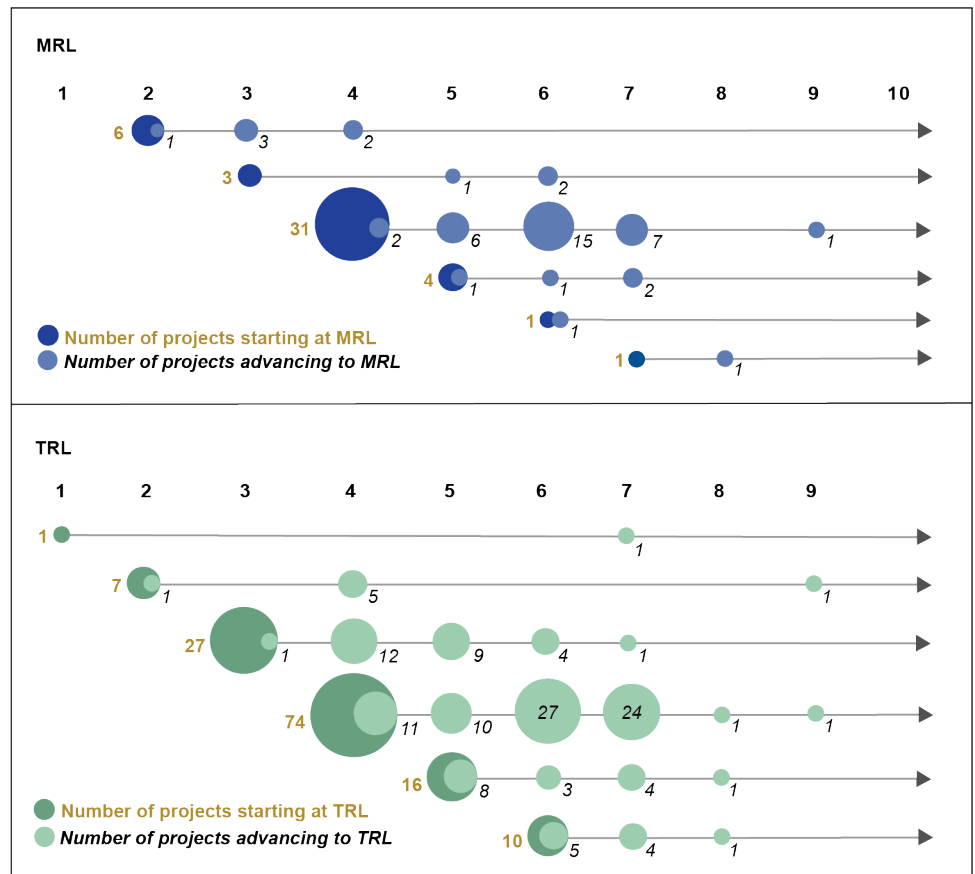 MRL
1 2 3 4 5 6 7 8 9 10
6 1 3 2
3 1 2
31 2 6 15 7 1
4 1 1 2
1 1
Number of projects starting at MRL
Number of projects advancing to MRL
1 1
TRL
1 2 3 4 5 6 7 8 9
1 1
7 1 5 1
27 1 12 9 4 1
74 11 10 27 24 1 1
16 8 3 4 1
Number of projects starting at TRL
Number of projects advancing to TRL
10 5 4 1